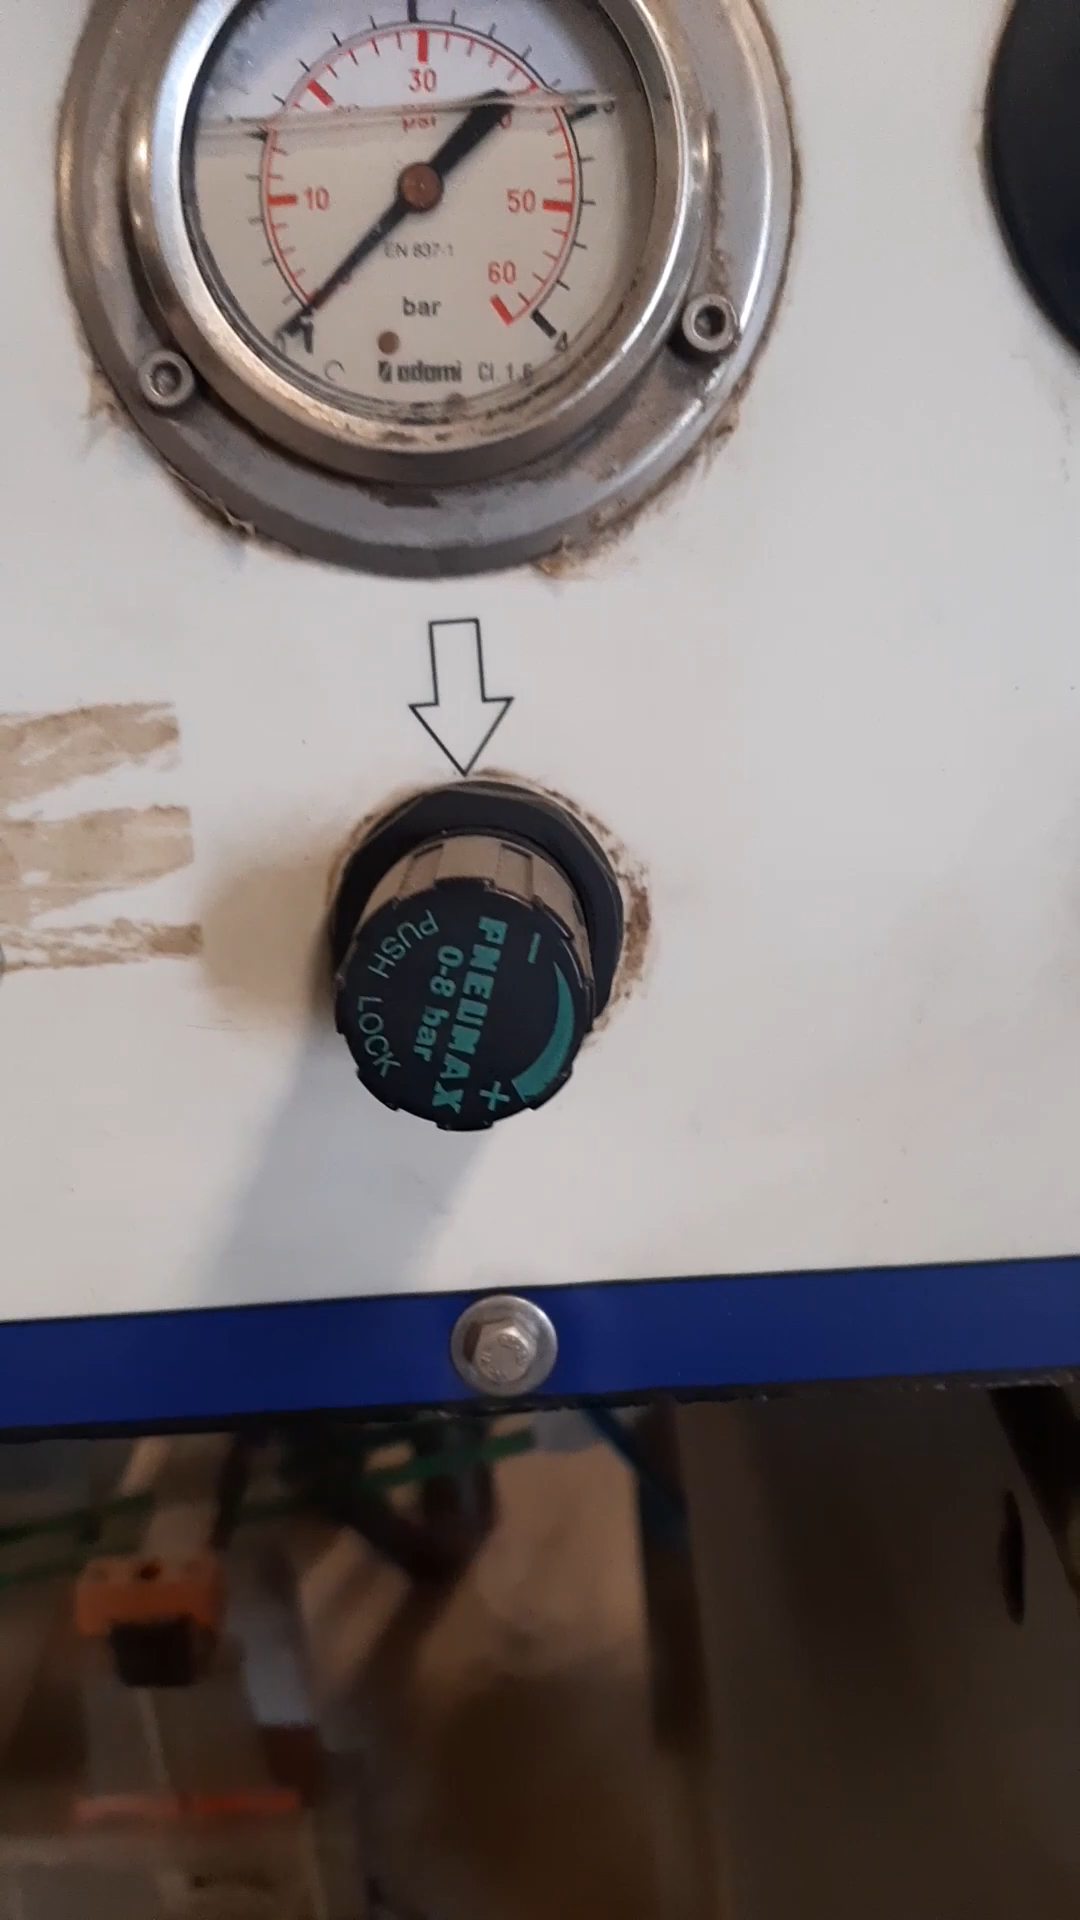 30
psi
10
50
EN 837-1
60
bar
4
adami Cl. 1.6
PUSH LOCK
PNEUMAX
0-8 bar
- +